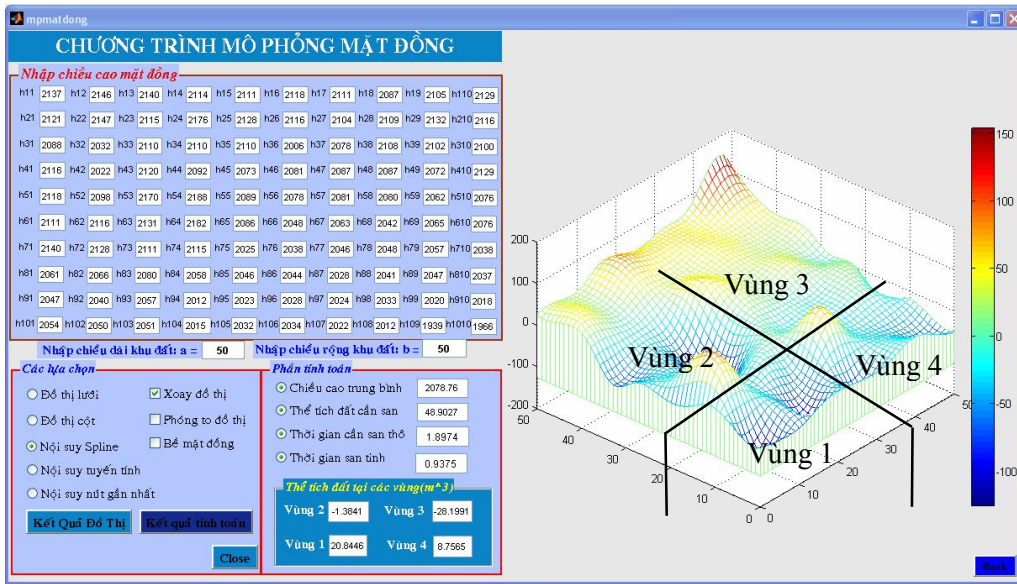 mpmatdong
CHƯƠNG TRÌNH MÔ PHỎNG MẶT ĐỒNG
Nhập chiều cao mặt đồng
h11 2137 h12 2146 h13 2140 h14 2114 h15 2111 h16 2118 h17 2111 h18 2087 h19 2105 h110 2129
h21 2121 h22 2147 h23 2115 h24 2176 h25 2128 h26 2116 h27 2104 h28 2109 h29 2132 h210 2116
h31 2088 h32 2032 h33 2110 h34 2110 h35 2110 h36 2006 h37 2078 h38 2108 h39 2102 h310 2100
h41 2116 h42 2022 h43 2120 h44 2092 h45 2073 h46 2081 h47 2087 h48 2087 h49 2072 h410 2129
h51 2118 h52 2098 h53 2170 h54 2188 h55 2089 h56 2078 h57 2081 h58 2080 h59 2062 h510 2076
h61 2111 h62 2116 h63 2131 h64 2182 h65 2086 h66 2048 h67 2063 h68 2042 h69 2065 h610 2076
h71 2140 h72 2128 h73 2111 h74 2115 h75 2025 h76 2038 h77 2046 h78 2048 h79 2057 h710 2038
h81 2061 h82 2066 h83 2080 h84 2058 h85 2046 h86 2044 h87 2028 h88 2041 h89 2047 h810 2037
h91 2047 h92 2040 h93 2057 h94 2012 h95 2023 h96 2028 h97 2024 h98 2033 h99 2020 h910 2018
h101 2054 h102 2050 h103 2051 h104 2015 h105 2032 h106 2034 h107 2022 h108 2012 h109 1939 h1010 1966
Nhập chiều dài khu đất: a = 50 Nhập chiều rộng khu đất: b = 50
Các lựa chọn
Đồ thị lưới
Xoay đồ thị
Đồ thị cột
Phóng to đồ thị
Nội suy Spline
Bề mặt đồng
Nội suy tuyến tính
Nội suy nút gần nhất
Kết Quả Đồ Thị
Kết quả tính toán
Close
Phần tính toán
Chiều cao trung bình 2078.76
Thể tích đất cần san 48.9027
Thời gian cần san thô 1.8974
Thời gian san tinh 0.9375
Thể tích đất tại các vùng(m^3)
Vùng 2 -1.3841 Vùng 3 -28.1991
Vùng 1 20.8446 Vùng 4 8.7565
200
100
0
-100
-200
50
40
30
20
10
0
0
10
20
30
40
50
Vùng 3
Vùng 2
Vùng 4
Vùng 1
150
100
50
0
-50
-100
Back